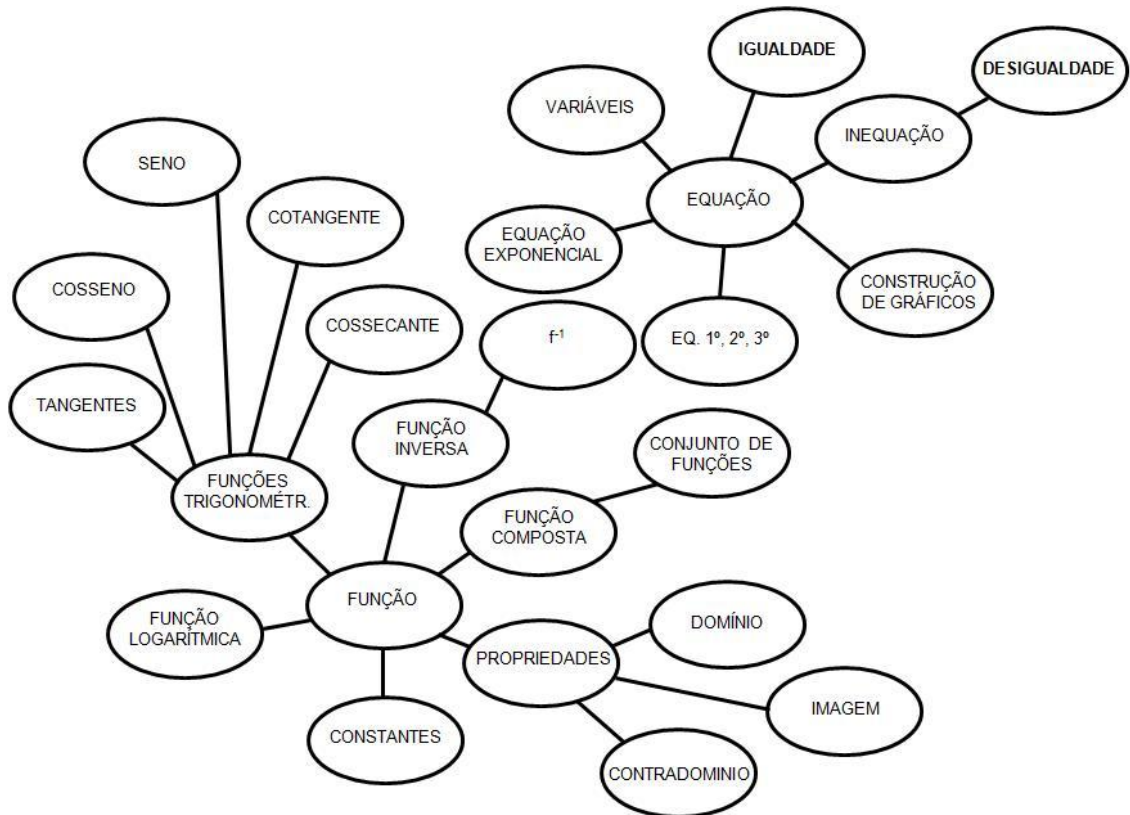 IGUALDADE
DESIGUALDADE
VARIÁVEIS
INEQUAÇÃO
SENO
EQUAÇÃO
COTANGENTE
EQUAÇÃO
EXPONENCIAL
COSSENO
CONSTRUÇÃO
DE GRÁFICOS
COSSECANTE
f-1
EQ. 1º, 2º, 3º
TANGENTES
FUNÇÃO
INVERSA
CONJUNTO DE
FUNÇÕES
FUNÇÕES
TRIGONOMÉTR.
FUNÇÃO
COMPOSTA
FUNÇÃO
FUNÇÃO
LOGARÍTMICA
DOMÍNIO
PROPRIEDADES
IMAGEM
CONSTANTES
CONTRADOMINIO